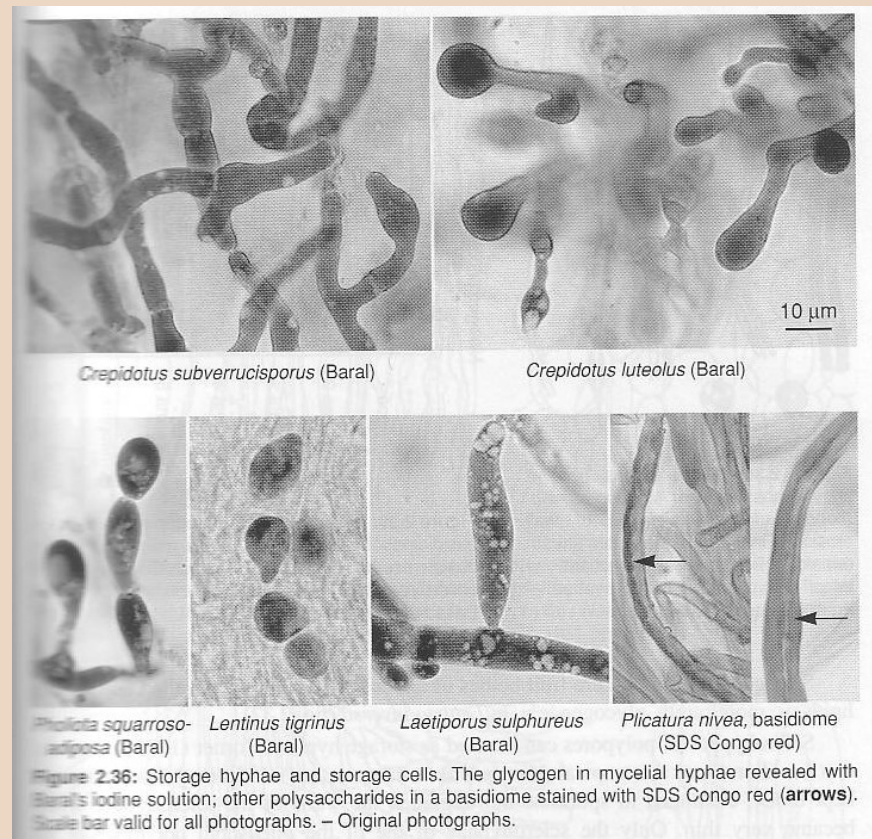 10 µm
Crepidotus subverrucisporus (Baral)
Crepidotus luteolus (Baral)
Pholiota squarroso-
adiposa (Baral)
Lentinus tigrinus
(Baral)
Laetiporus sulphureus
(Baral)
Plicatura nivea, basidiome
(SDS Congo red)
Figure 2.36: Storage hyphae and storage cells. The glycogen in mycelial hyphae revealed with
Baral's iodine solution; other polysaccharides in a basidiome stained with SDS Congo red (arrows).
Scale bar valid for all photographs. – Original photographs.